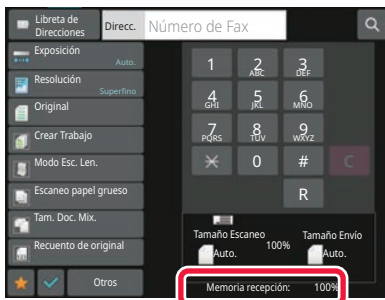 Libreta de
Direcciones
Direcc.
Número de Fax
Exposición
Auto.
Resolución
Superfino
Original
Crear Trabajo
Modo Esc. Len.
Escaneo papel
grueso
Tam. Doc. Mix.
Recuento de
original
Otros
1
2
ABC
3
DEF
4
GHI
5
JKL
6
MNO
7
PQRS
8
TUV
9
WXYZ
0
#
C
R
Tamaño Escaneo
100%
Tamaño Envío
Auto.
Auto.
Memoria recepción: 100%